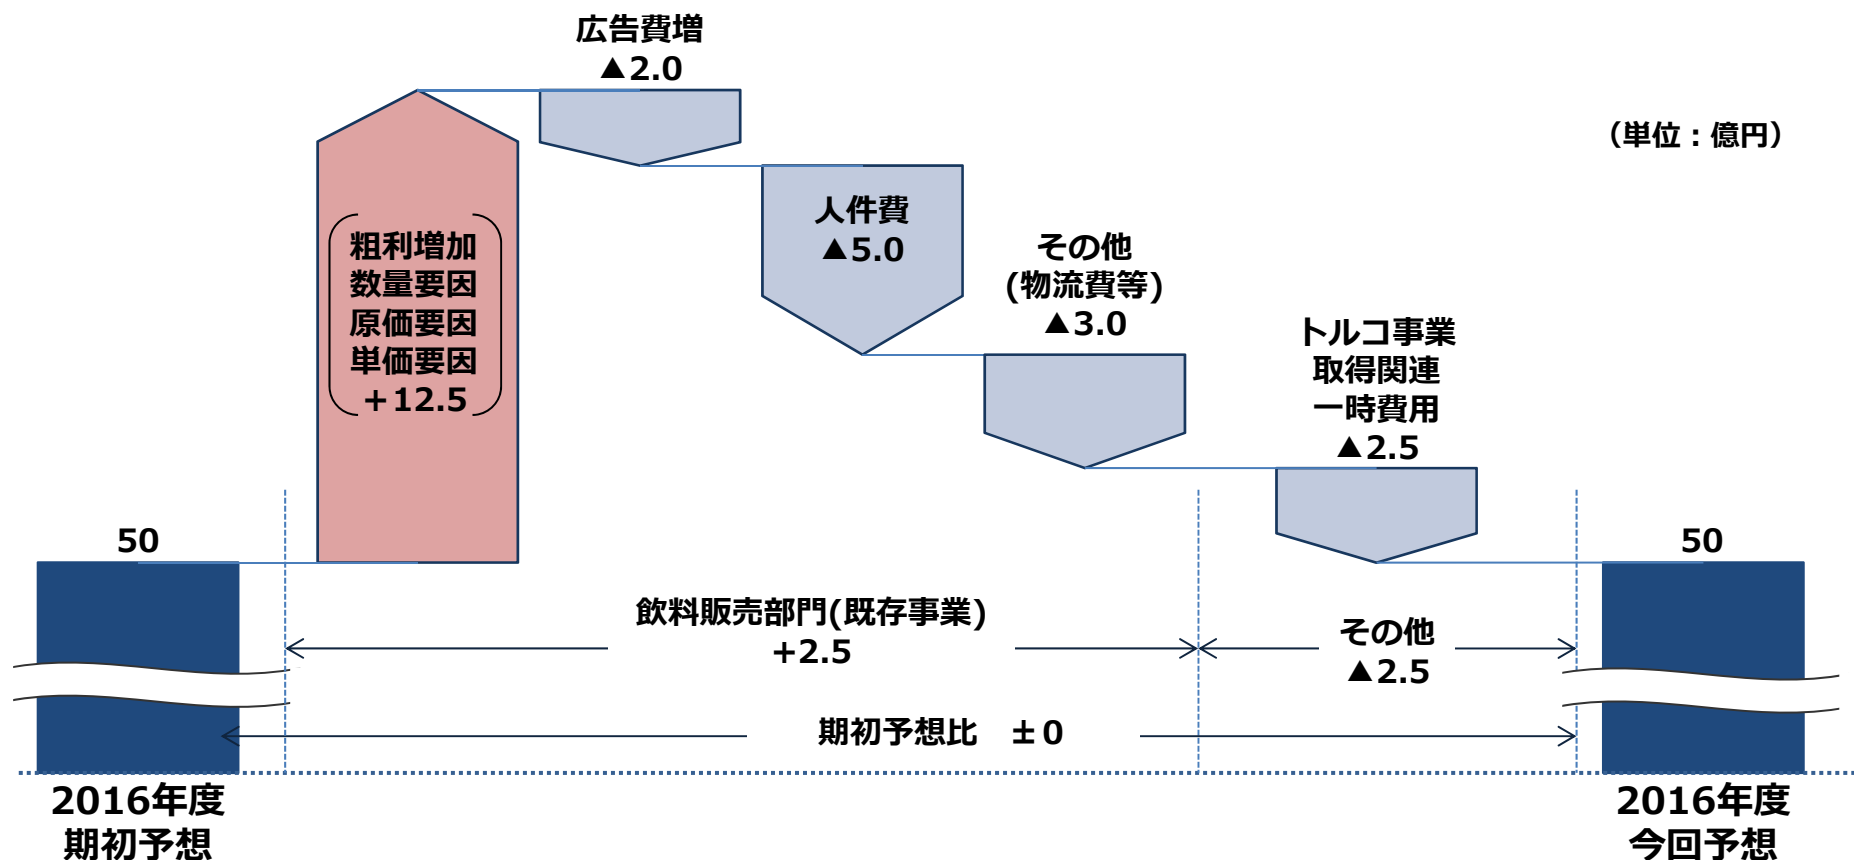 広告費増
▲2.0
(単位：億円)
粗利増加
数量要因
原価要因
単価要因
＋12.5
人件費
▲5.0
その他
(物流費等)
▲3.0
トルコ事業
取得関連
一時費用
▲2.5
50
50
飲料販売部門(既存事業)
+2.5
その他
▲2.5
期初予想比　±0
2016年度
期初予想
2016年度
今回予想